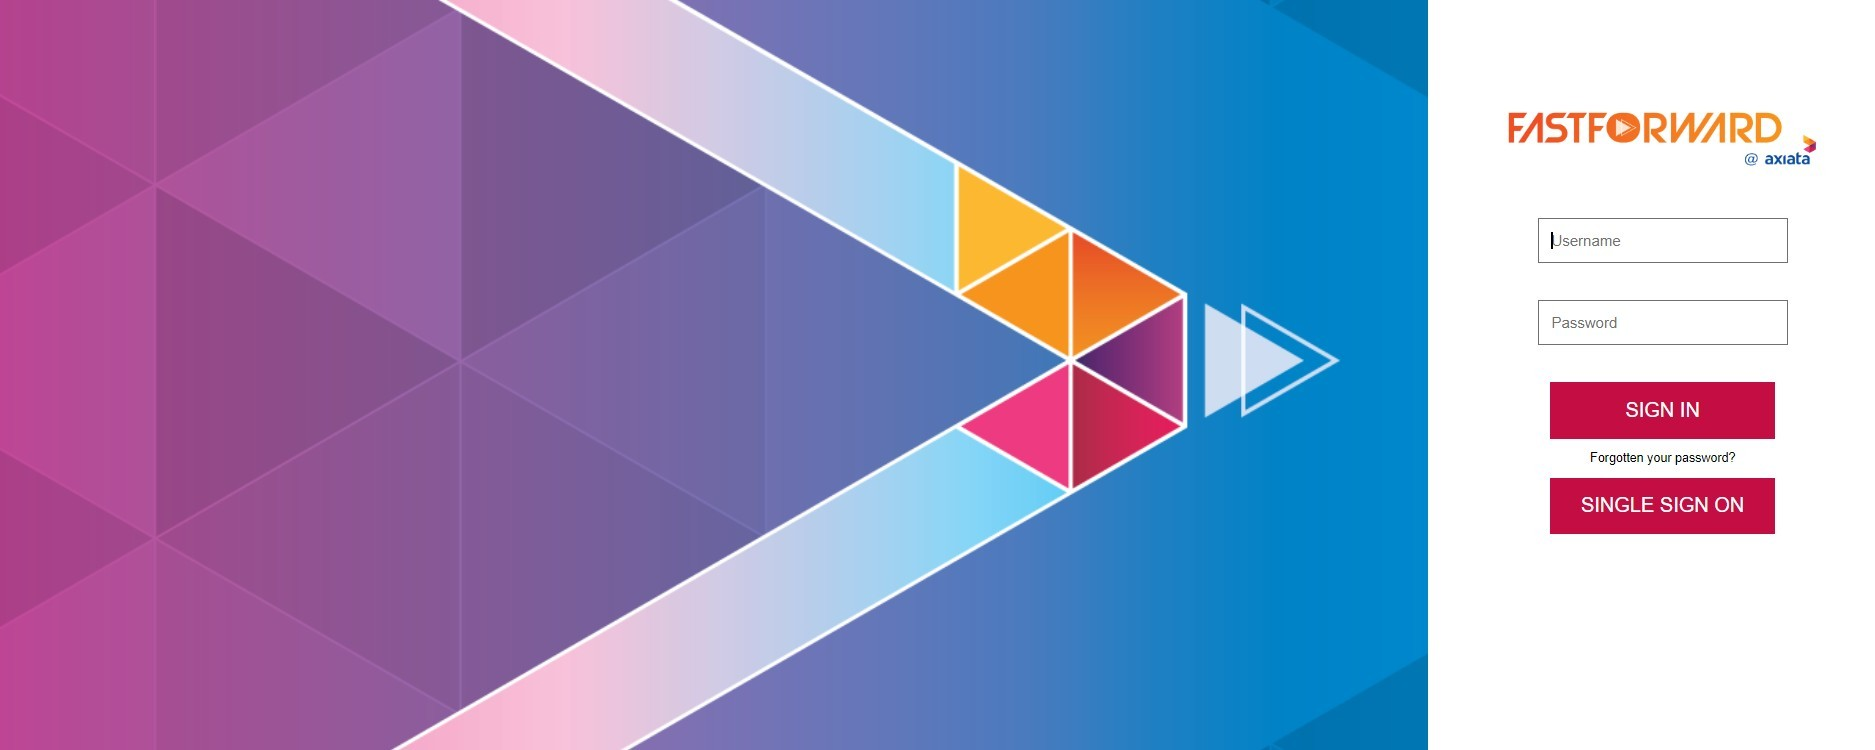 FASTFORWARD
@ axiata
Username
Password
SIGN IN
Forgotten your password?
SINGLE SIGN ON